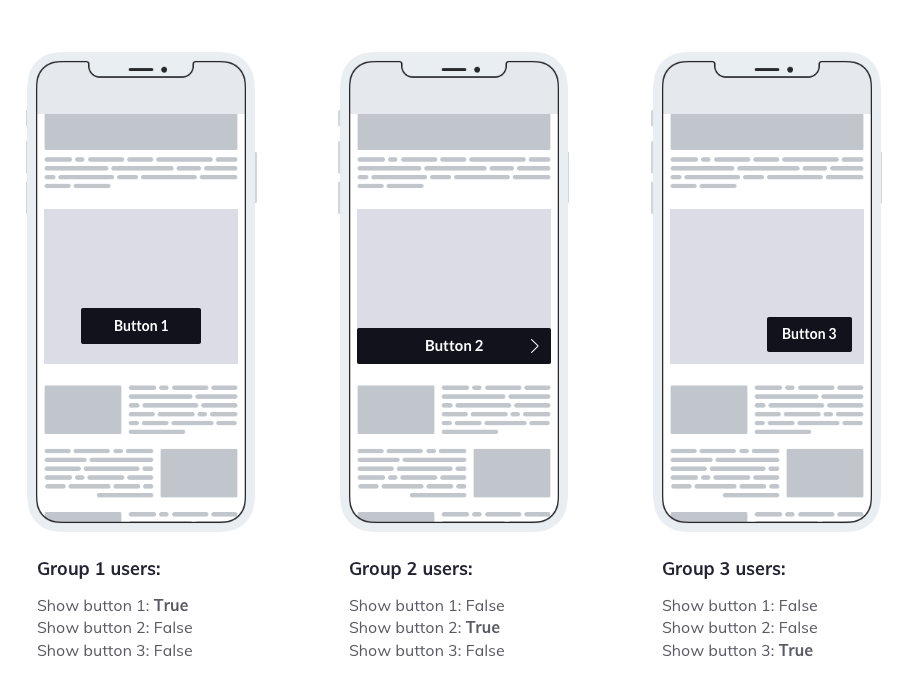 Button 1
Button 2
Button 3
Group 1 users:
Show button 1: True
Show button 2: False
Show button 3: False
Group 2 users:
Show button 1: False
Show button 2: True
Show button 3: False
Group 3 users:
Show button 1: False
Show button 2: False
Show button 3: True